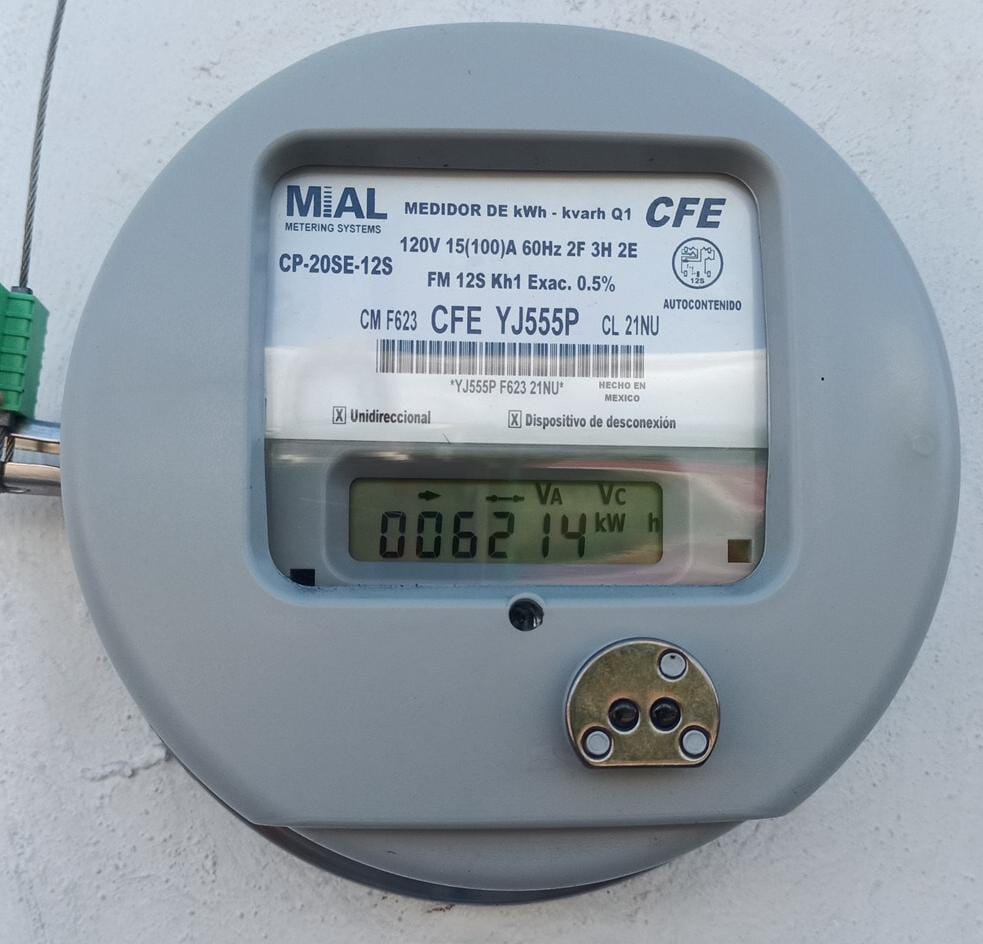 MIAL
METERING SYSTEMS
MEDIDOR DE kWh - kvarh Q1
CFE
120V 15(100)A 60Hz 2F 3H 2E
CP-20SE-12S
FM 12S Kh1 Exac. 0.5%
12S
AUTOCONTENIDO
CM F623 CFE YJ555P CL 21NU
*YJ555P F623 21NU*
HECHO EN
MEXICO
X Unidireccional
X Dispositivo de desconexión
VA VC
006214 kW h